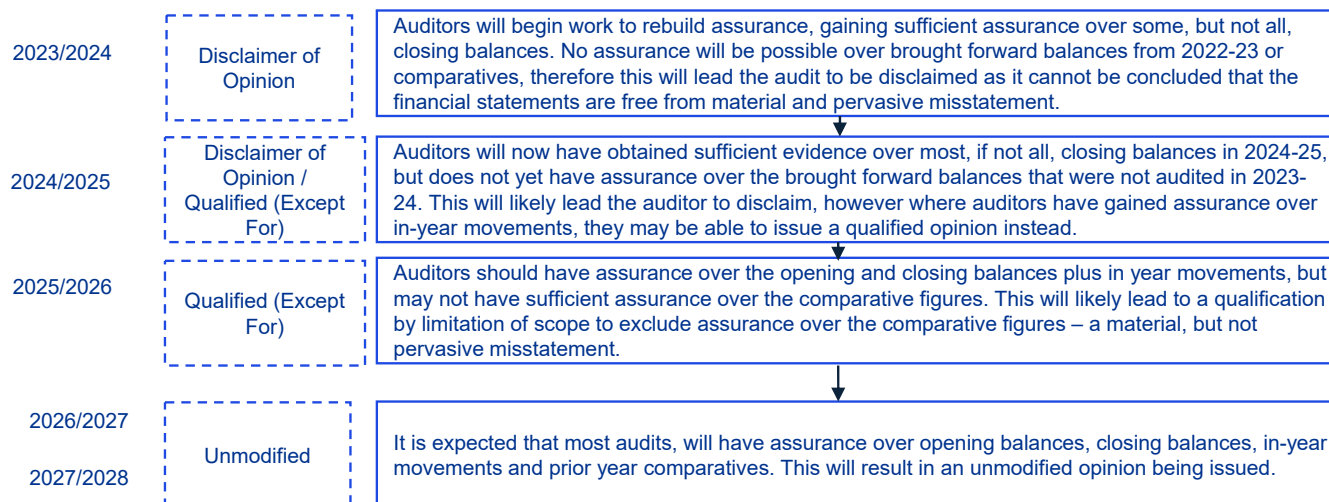 2023/2024
Disclaimer of
Opinion
Auditors will begin work to rebuild assurance, gaining sufficient assurance over some, but not all,
closing balances. No assurance will be possible over brought forward balances from 2022-23 or
comparatives, therefore this will lead the audit to be disclaimed as it cannot be concluded that the
financial statements are free from material and pervasive misstatement.
2024/2025
Disclaimer of
Opinion /
Qualified (Except
For)
Auditors will now have obtained sufficient evidence over most, if not all, closing balances in 2024-25,
but does not yet have assurance over the brought forward balances that were not audited in 2023-
24. This will likely lead the auditor to disclaim, however where auditors have gained assurance over
in-year movements, they may be able to issue a qualified opinion instead.
2025/2026
Qualified (Except
For)
Auditors should have assurance over the opening and closing balances plus in year movements, but
may not have sufficient assurance over the comparative figures. This will likely lead to a qualification
by limitation of scope to exclude assurance over the comparative figures – a material, but not
pervasive misstatement.
2026/2027
2027/2028
Unmodified
It is expected that most audits, will have assurance over opening balances, closing balances, in-year
movements and prior year comparatives. This will result in an unmodified opinion being issued.